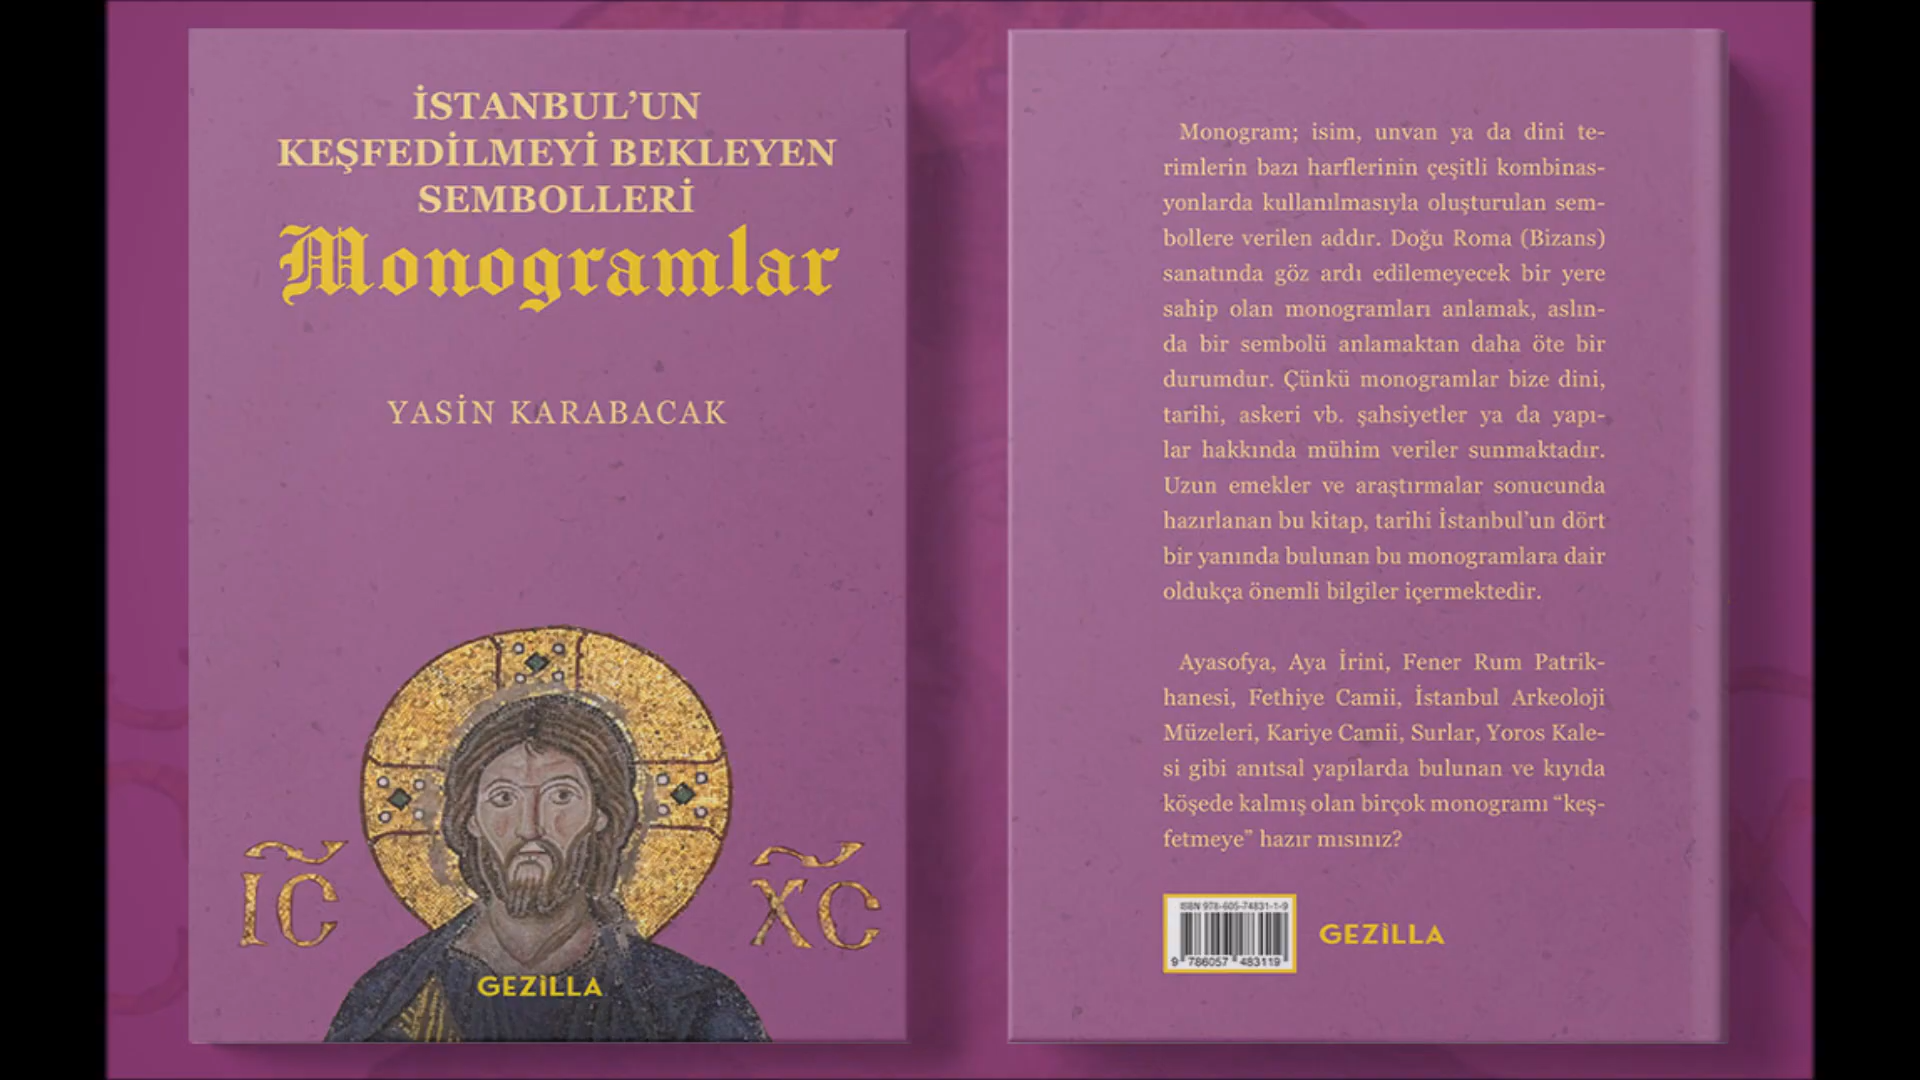 İSTANBUL’UN
KEŞFEDİLMEYİ BEKLEYEN
SEMBOLLERİ
Monogramlar
YASİN KARABACAK
IC
XC
GEZİLLA
Monogram; isim, unvan ya da dini te-
rimlerin bazı harflerinin çeşitli kombinas-
yonlarda kullanılmasıyla oluşturulan sem-
bollere verilen addır. Doğu Roma (Bizans)
sanatında göz ardı edilemeyecek bir yere
sahip olan monogramları anlamak, aslın-
da bir sembolü anlamaktan daha öte bir
durumdur. Çünkü monogramlar bize dini,
tarihi, askeri vb. şahsiyetler ya da yapı-
lar hakkında mühim veriler sunmaktadır.
Uzun emekler ve araştırmalar sonucunda
hazırlanan bu kitap, tarihi İstanbul’un dört
bir yanında bulunan bu monogramlara dair
oldukça önemli bilgiler içermektedir.
Ayasofya, Aya İrini, Fener Rum Patrik-
hanesi, Fethiye Camii, İstanbul Arkeoloji
Müzeleri, Kariye Camii, Surlar, Yoros Kale-
si gibi anıtsal yapılarda bulunan ve kıyıda
köşede kalmış olan birçok monogramı “keş-
fetmeye” hazır mısınız?
ISBN 978-605-74831-1-9
9 786057 483119
GEZİLLA